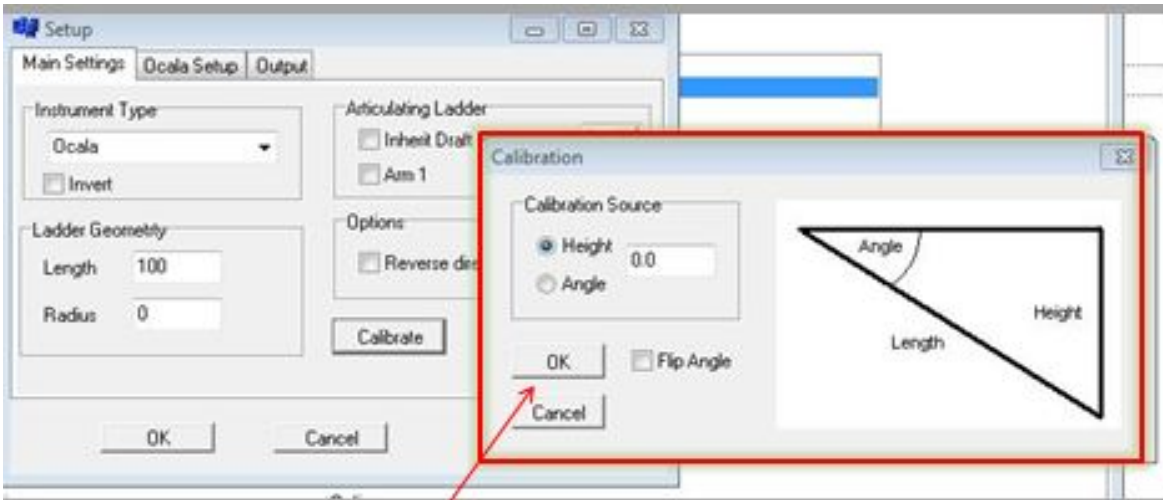 Setup
Main Settings Ocala Setup Output
Instrument Type
Ocala
Invert
Ladder Geometry
Length 100
Radius 0
Articulating Ladder
Inherit Draft
Arm 1
Options
Reverse
Calibrate
OK Cancel
Calibration
Calibration Source
Height 0.0
Angle
OK Flip Angle
Cancel
Angle
Height
Length